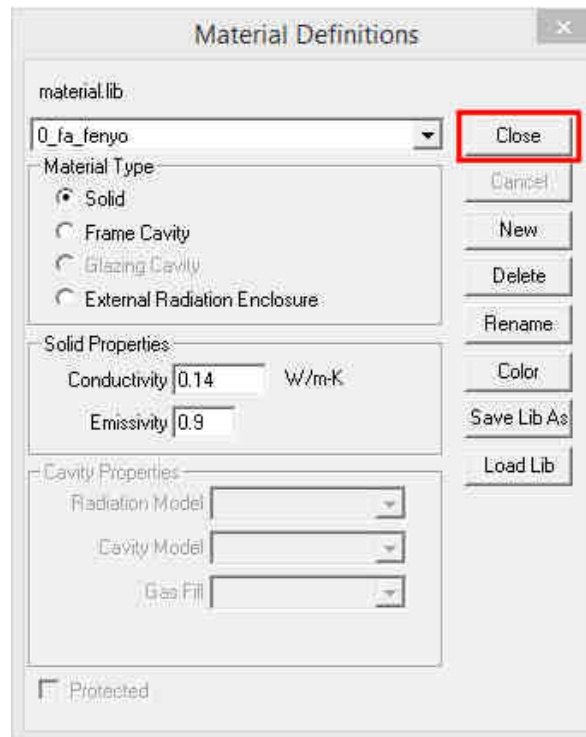 Material Definitions
x
material.lib
0_fa_fenyo
Close
Material Type
Solid
Cancel
Frame Cavity
New
Glazing Cavity
Delete
External Radiation Enclosure
Rename
Solid Properties
Conductivity 0.14 W/m-K
Color
Emissivity 0.9
Save Lib As
Cavity Properties
Load Lib
Radiation Model
Cavity Model
Gas Fill
Protected